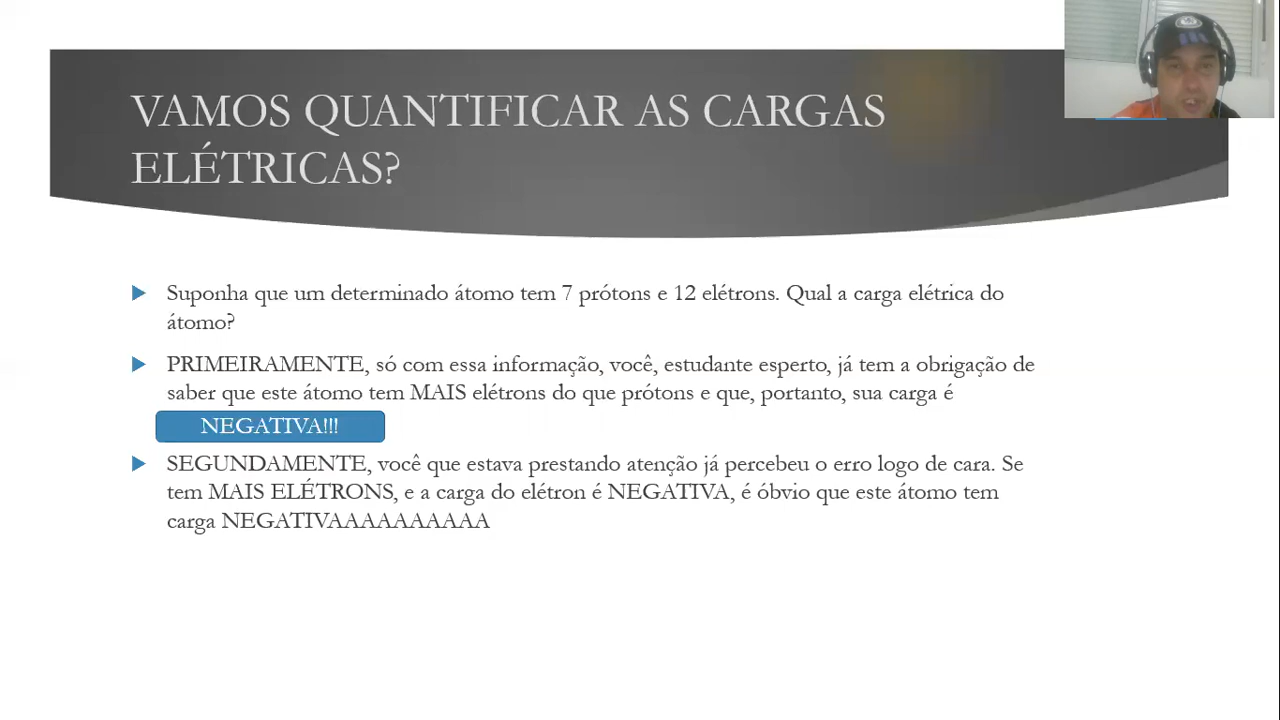 VAMOS QUANTIFICAR AS CARGAS
ELÉTRICAS?
Suponha que um determinado átomo tem 7 prótons e 12 elétrons. Qual a carga elétrica do
átomo?
PRIMEIRAMENTE, só com essa informação, você, estudante esperto, já tem a obrigação de
saber que este átomo tem MAIS elétrons do que prótons e que, portanto, sua carga é
NEGATIVA!!!
SEGUNDAMENTE, você que estava prestando atenção já percebeu o erro logo de cara. Se
tem MAIS ELÉTRONS, e a carga do elétron é NEGATIVA, é óbvio que este átomo tem
carga NEGATIVAAAAAAAAAA